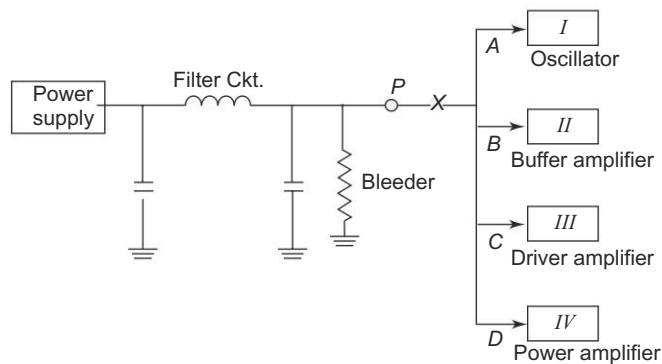 Power
supply
Filter Ckt.
P
X
Bleeder
A
I
Oscillator
B
II
Buffer amplifier
C
III
Driver amplifier
D
IV
Power amplifier